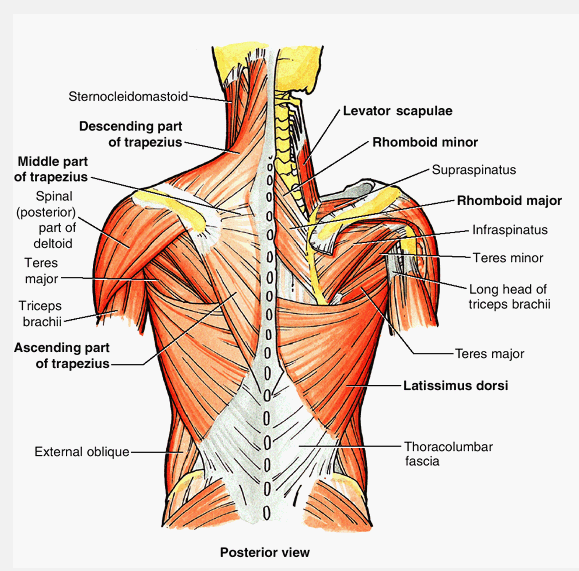 Sternocleidomastoid
Descending part
of trapezius
Middle part
of trapezius
Spinal
(posterior)
part of
deltoid
Teres
major
Triceps
brachii
Ascending part
of trapezius
External oblique
Levator scapulae
Rhomboid minor
Supraspinatus
Rhomboid major
Infraspinatus
Teres minor
Long head of
triceps brachii
Teres major
Latissimus dorsi
Thoracolumbar
fascia
Posterior view